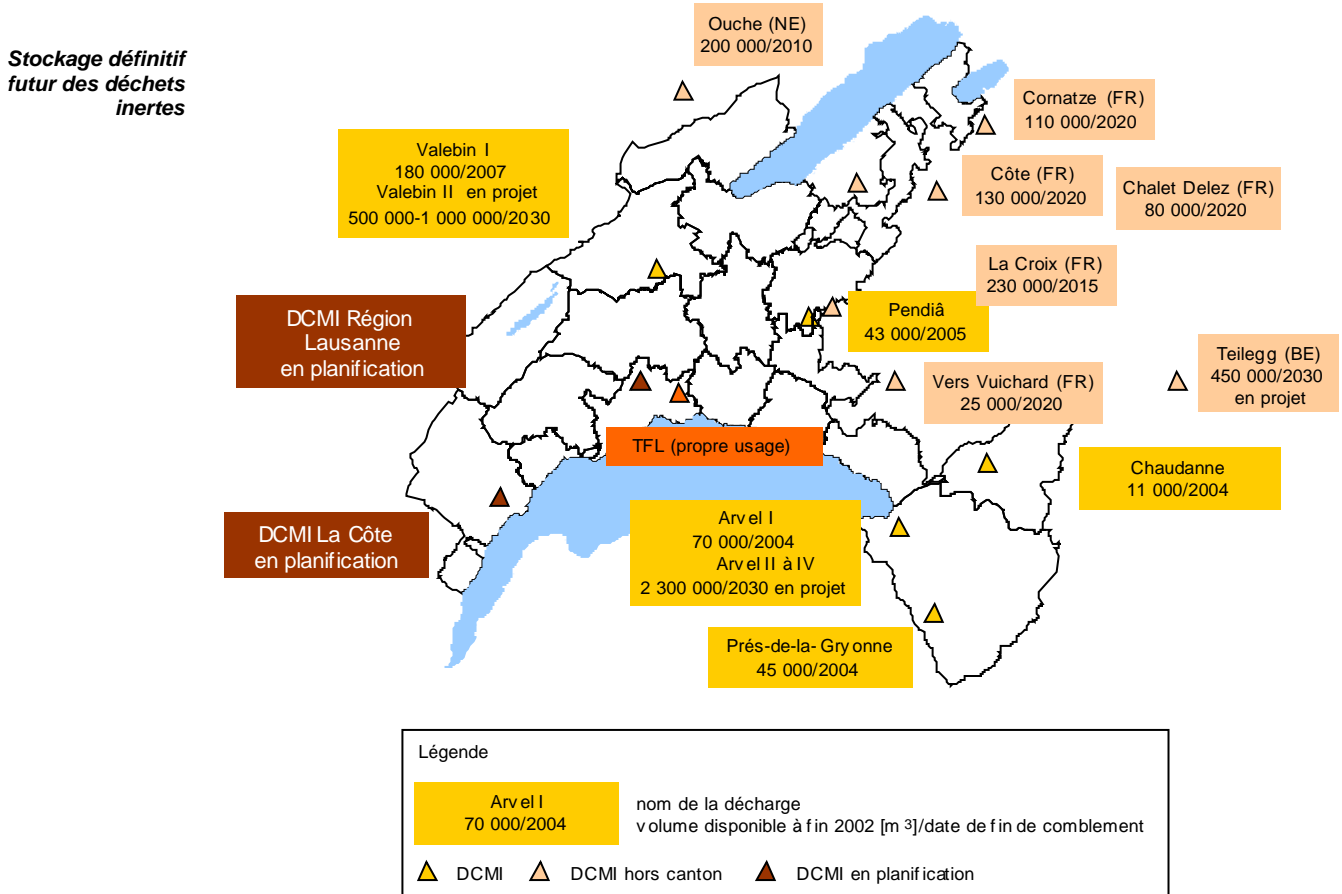 Stockage définitif
futur des déchets
inertes
Ouche (NE)
200 000/2010
Cornatze (FR)
110 000/2020
Valebin I
180 000/2007
Valebin II en projet
500 000-1 000 000/2030
Côte (FR)
130 000/2020
Chalet Delez (FR)
80 000/2020
La Croix (FR)
230 000/2015
DCMI Région
Lausanne
en planification
Pendiâ
43 000/2005
Teilegg (BE)
450 000/2030
en projet
Vers Vuichard (FR)
25 000/2020
TFL (propre usage)
Chaudanne
11 000/2004
DCMI La Côte
en planification
Arvel I
70 000/2004
Arvel II à IV
2 300 000/2030 en projet
Prés-de-la- Gryonne
45 000/2004
Légende
Arvel I
70 000/2004
nom de la décharge
volume disponible à fin 2002 [m ³]/date de fin de comblement
DCMI
DCMI hors canton
DCMI en planification